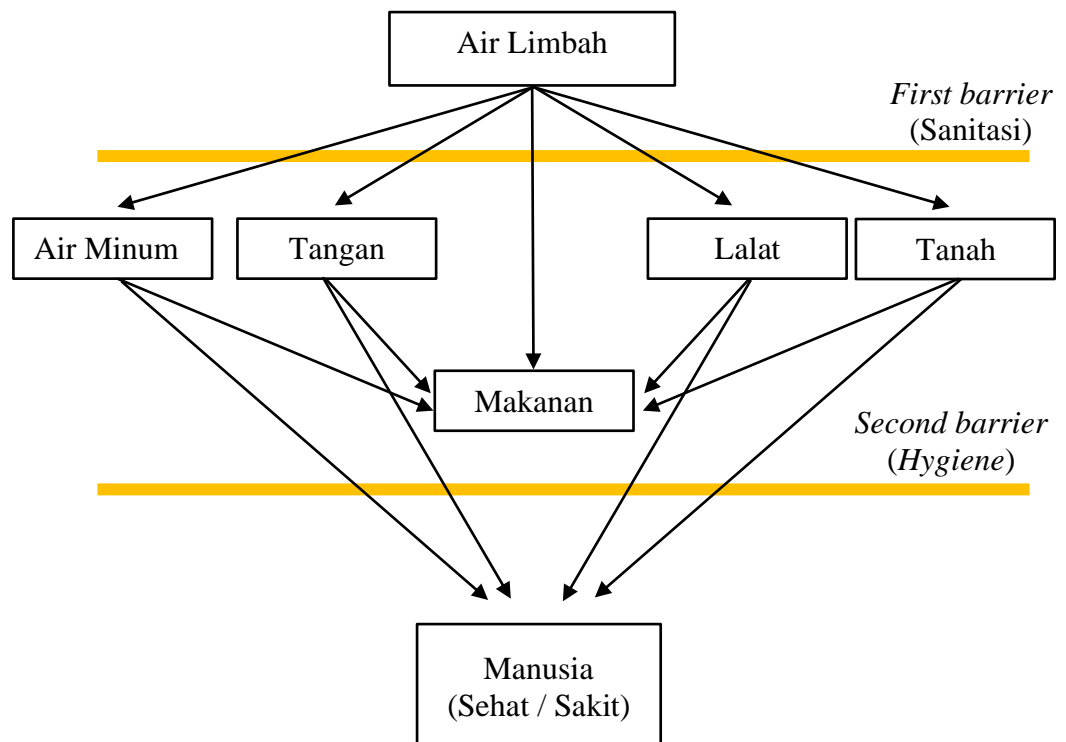 Air Limbah
First barrier
(Sanitasi)
Air Minum
Tangan
Lalat
Tanah
Makanan
Second barrier
(Hygiene)
Manusia
(Sehat / Sakit)